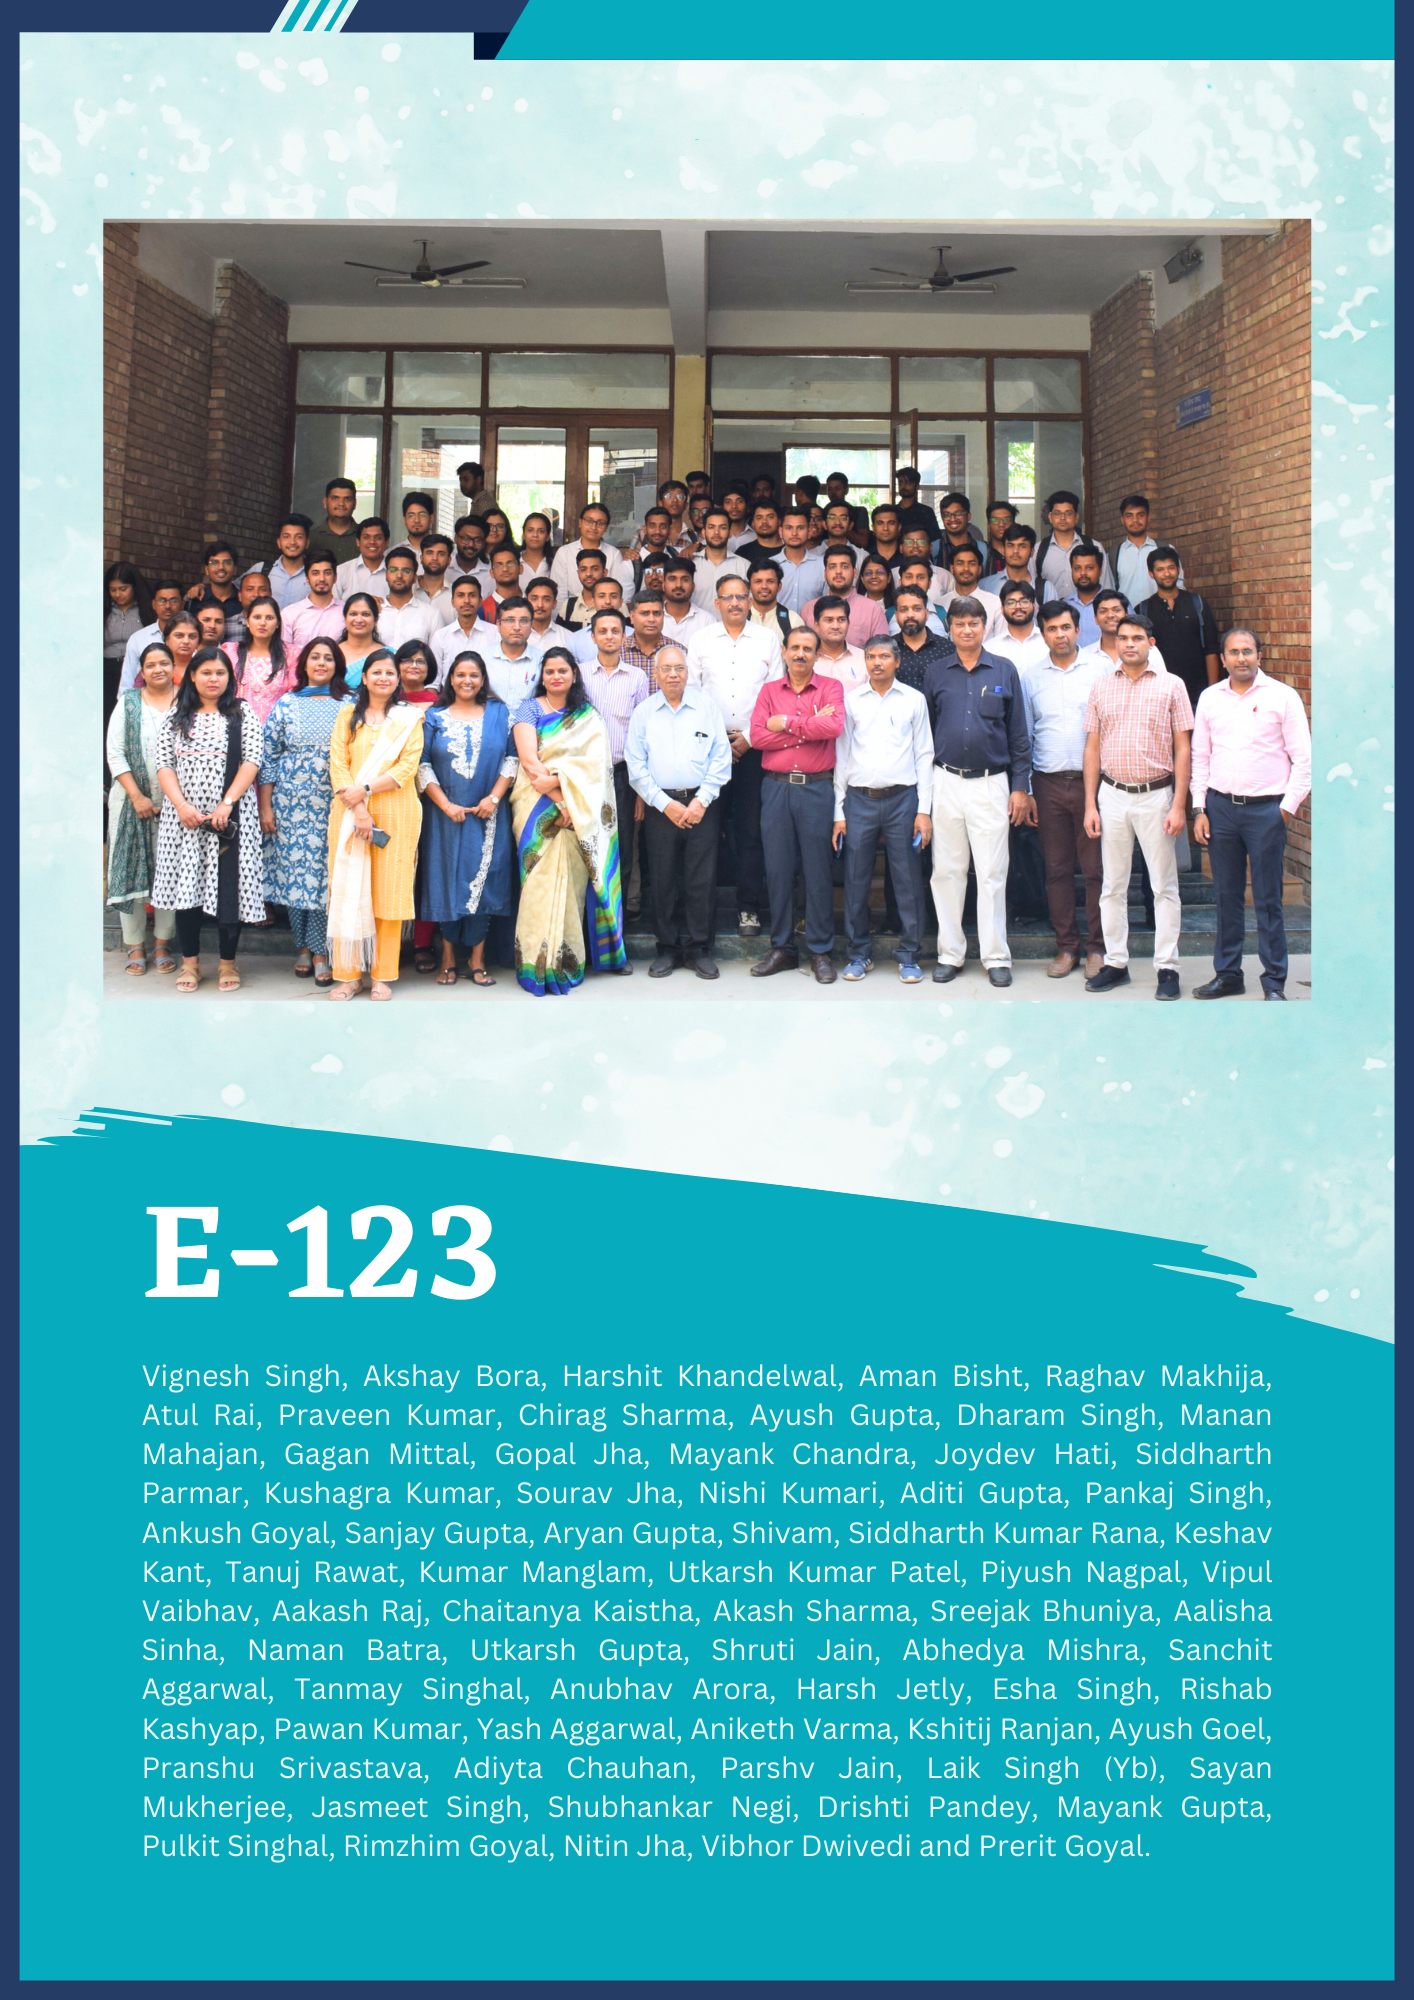 E-123
Vignesh Singh, Akshay Bora, Harshit Khandelwal, Aman Bisht, Raghav Makhija,
Atul Rai, Praveen Kumar, Chirag Sharma, Ayush Gupta, Dharam Singh, Manan
Mahajan, Gagan Mittal, Gopal Jha, Mayank Chandra, Joydev Hati, Siddharth
Parmar, Kushagra Kumar, Sourav Jha, Nishi Kumari, Aditi Gupta, Pankaj Singh,
Ankush Goyal, Sanjay Gupta, Aryan Gupta, Shivam, Siddharth Kumar Rana, Keshav
Kant, Tanuj Rawat, Kumar Manglam, Utkarsh Kumar Patel, Piyush Nagpal, Vipul
Vaibhav, Aakash Raj, Chaitanya Kaistha, Akash Sharma, Sreejak Bhuniya, Aalisha
Sinha, Naman Batra, Utkarsh Gupta, Shruti Jain, Abhedya Mishra, Sanchit
Aggarwal, Tanmay Singhal, Anubhav Arora, Harsh Jetly, Esha Singh, Rishab
Kashyap, Pawan Kumar, Yash Aggarwal, Aniketh Varma, Kshitij Ranjan, Ayush Goel,
Pranshu Srivastava, Adiyta Chauhan, Parshv Jain, Laik Singh (Yb), Sayan
Mukherjee, Jasmeet Singh, Shubhankar Negi, Drishti Pandey, Mayank Gupta,
Pulkit Singhal, Rimzhim Goyal, Nitin Jha, Vibhor Dwivedi and Prerit Goyal.